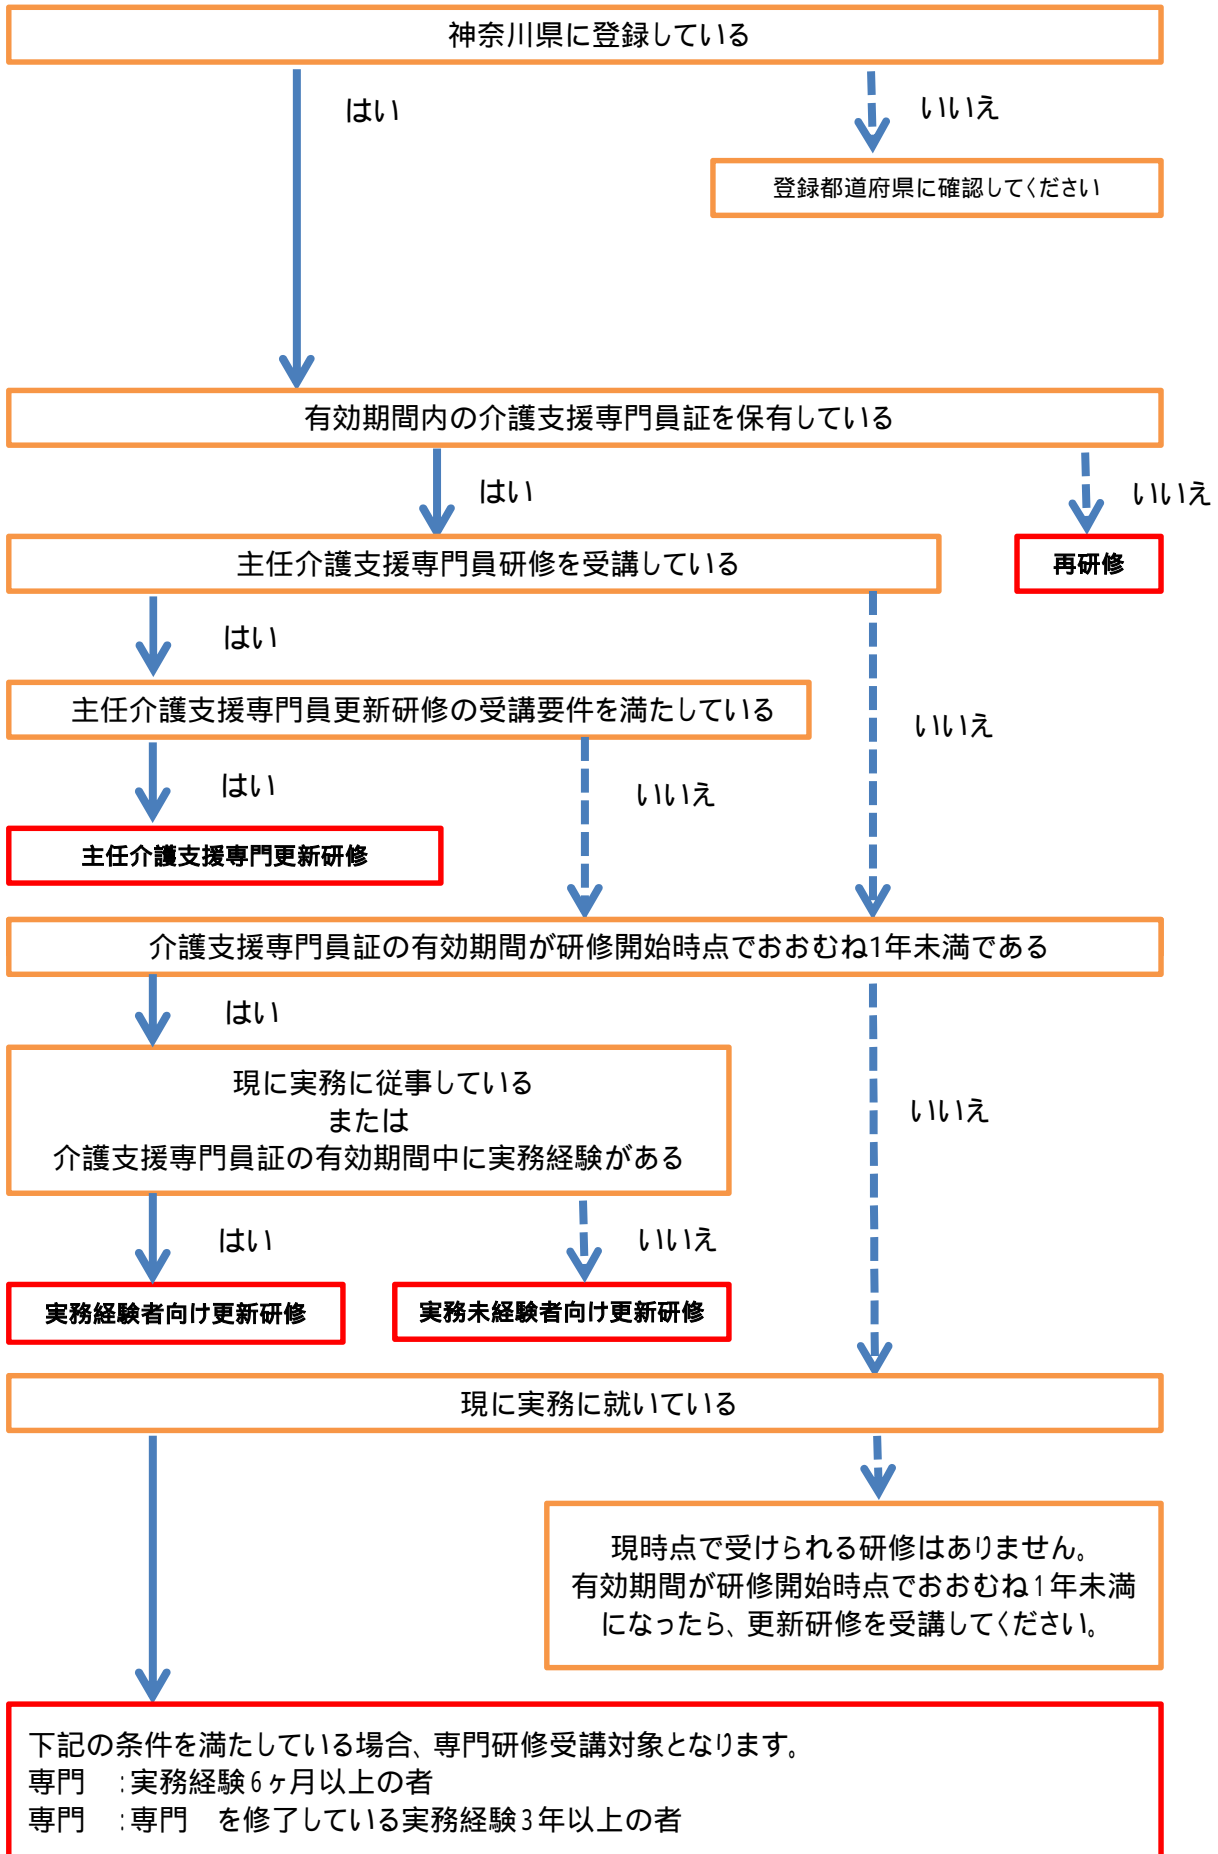 神奈川県に登録している
はい
いいえ
登録都道府県に確認してください
有効期間内の介護支援専門員証を保有している
はい
いいえ
主任介護支援専門員研修を受講している
再研修
はい
主任介護支援専門員更新研修の受講要件を満たしている
いいえ
はい
いいえ
主任介護支援専門更新研修
介護支援専門員証の有効期間が研修開始時点でおおむね1年未満である
はい
現に実務に従事している
または
介護支援専門員証の有効期間中に実務経験がある
いいえ
はい
いいえ
実務経験者向け更新研修
実務未経験者向け更新研修
現に実務に就いている
現時点で受けられる研修はありません。
有効期間が研修開始時点でおおむね1年未満
になったら、更新研修を受講してください。
下記の条件を満たしている場合、専門研修受講対象となります。
専門　:実務経験6ヶ月以上の者
専門　:専門　を修了している実務経験3年以上の者